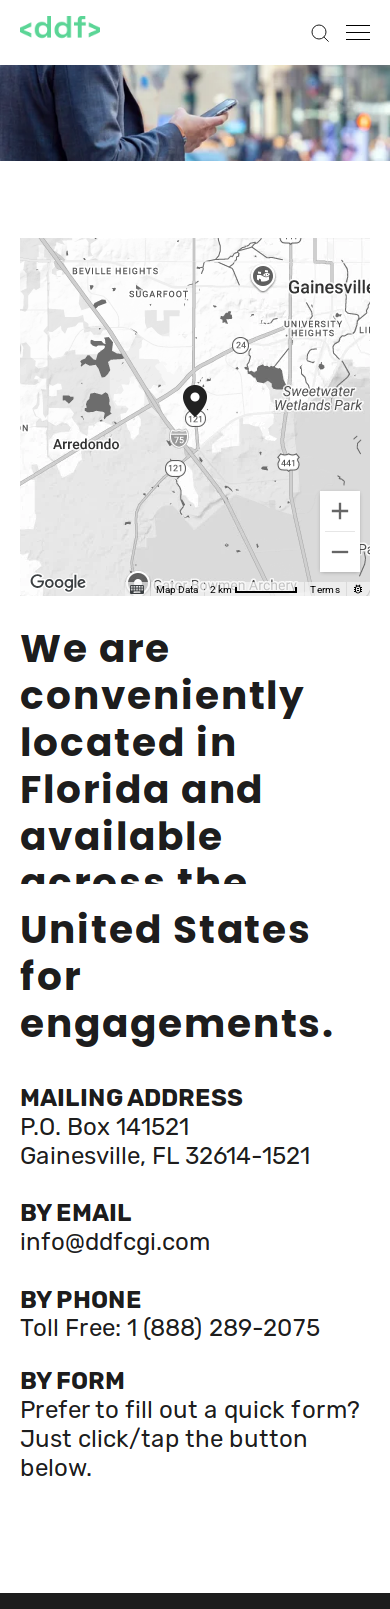 <ddf>
BEVILLE HEIGHTS
SUGARFOOT
Gainesville
UNIVERSITY
HEIGHTS
24
Sweetwater
Wetlands Park
121
Arredondo
75
121
441
Google
Map Data
2 km
Terms
We are
conveniently
located in
Florida and
available
across the
United States
for
engagements.
MAILING ADDRESS
P.O. Box 141521
Gainesville, FL 32614-1521
BY EMAIL
info@ddfcgi.com
BY PHONE
Toll Free: 1 (888) 289-2075
BY FORM
Prefer to fill out a quick form?
Just click/tap the button
below.